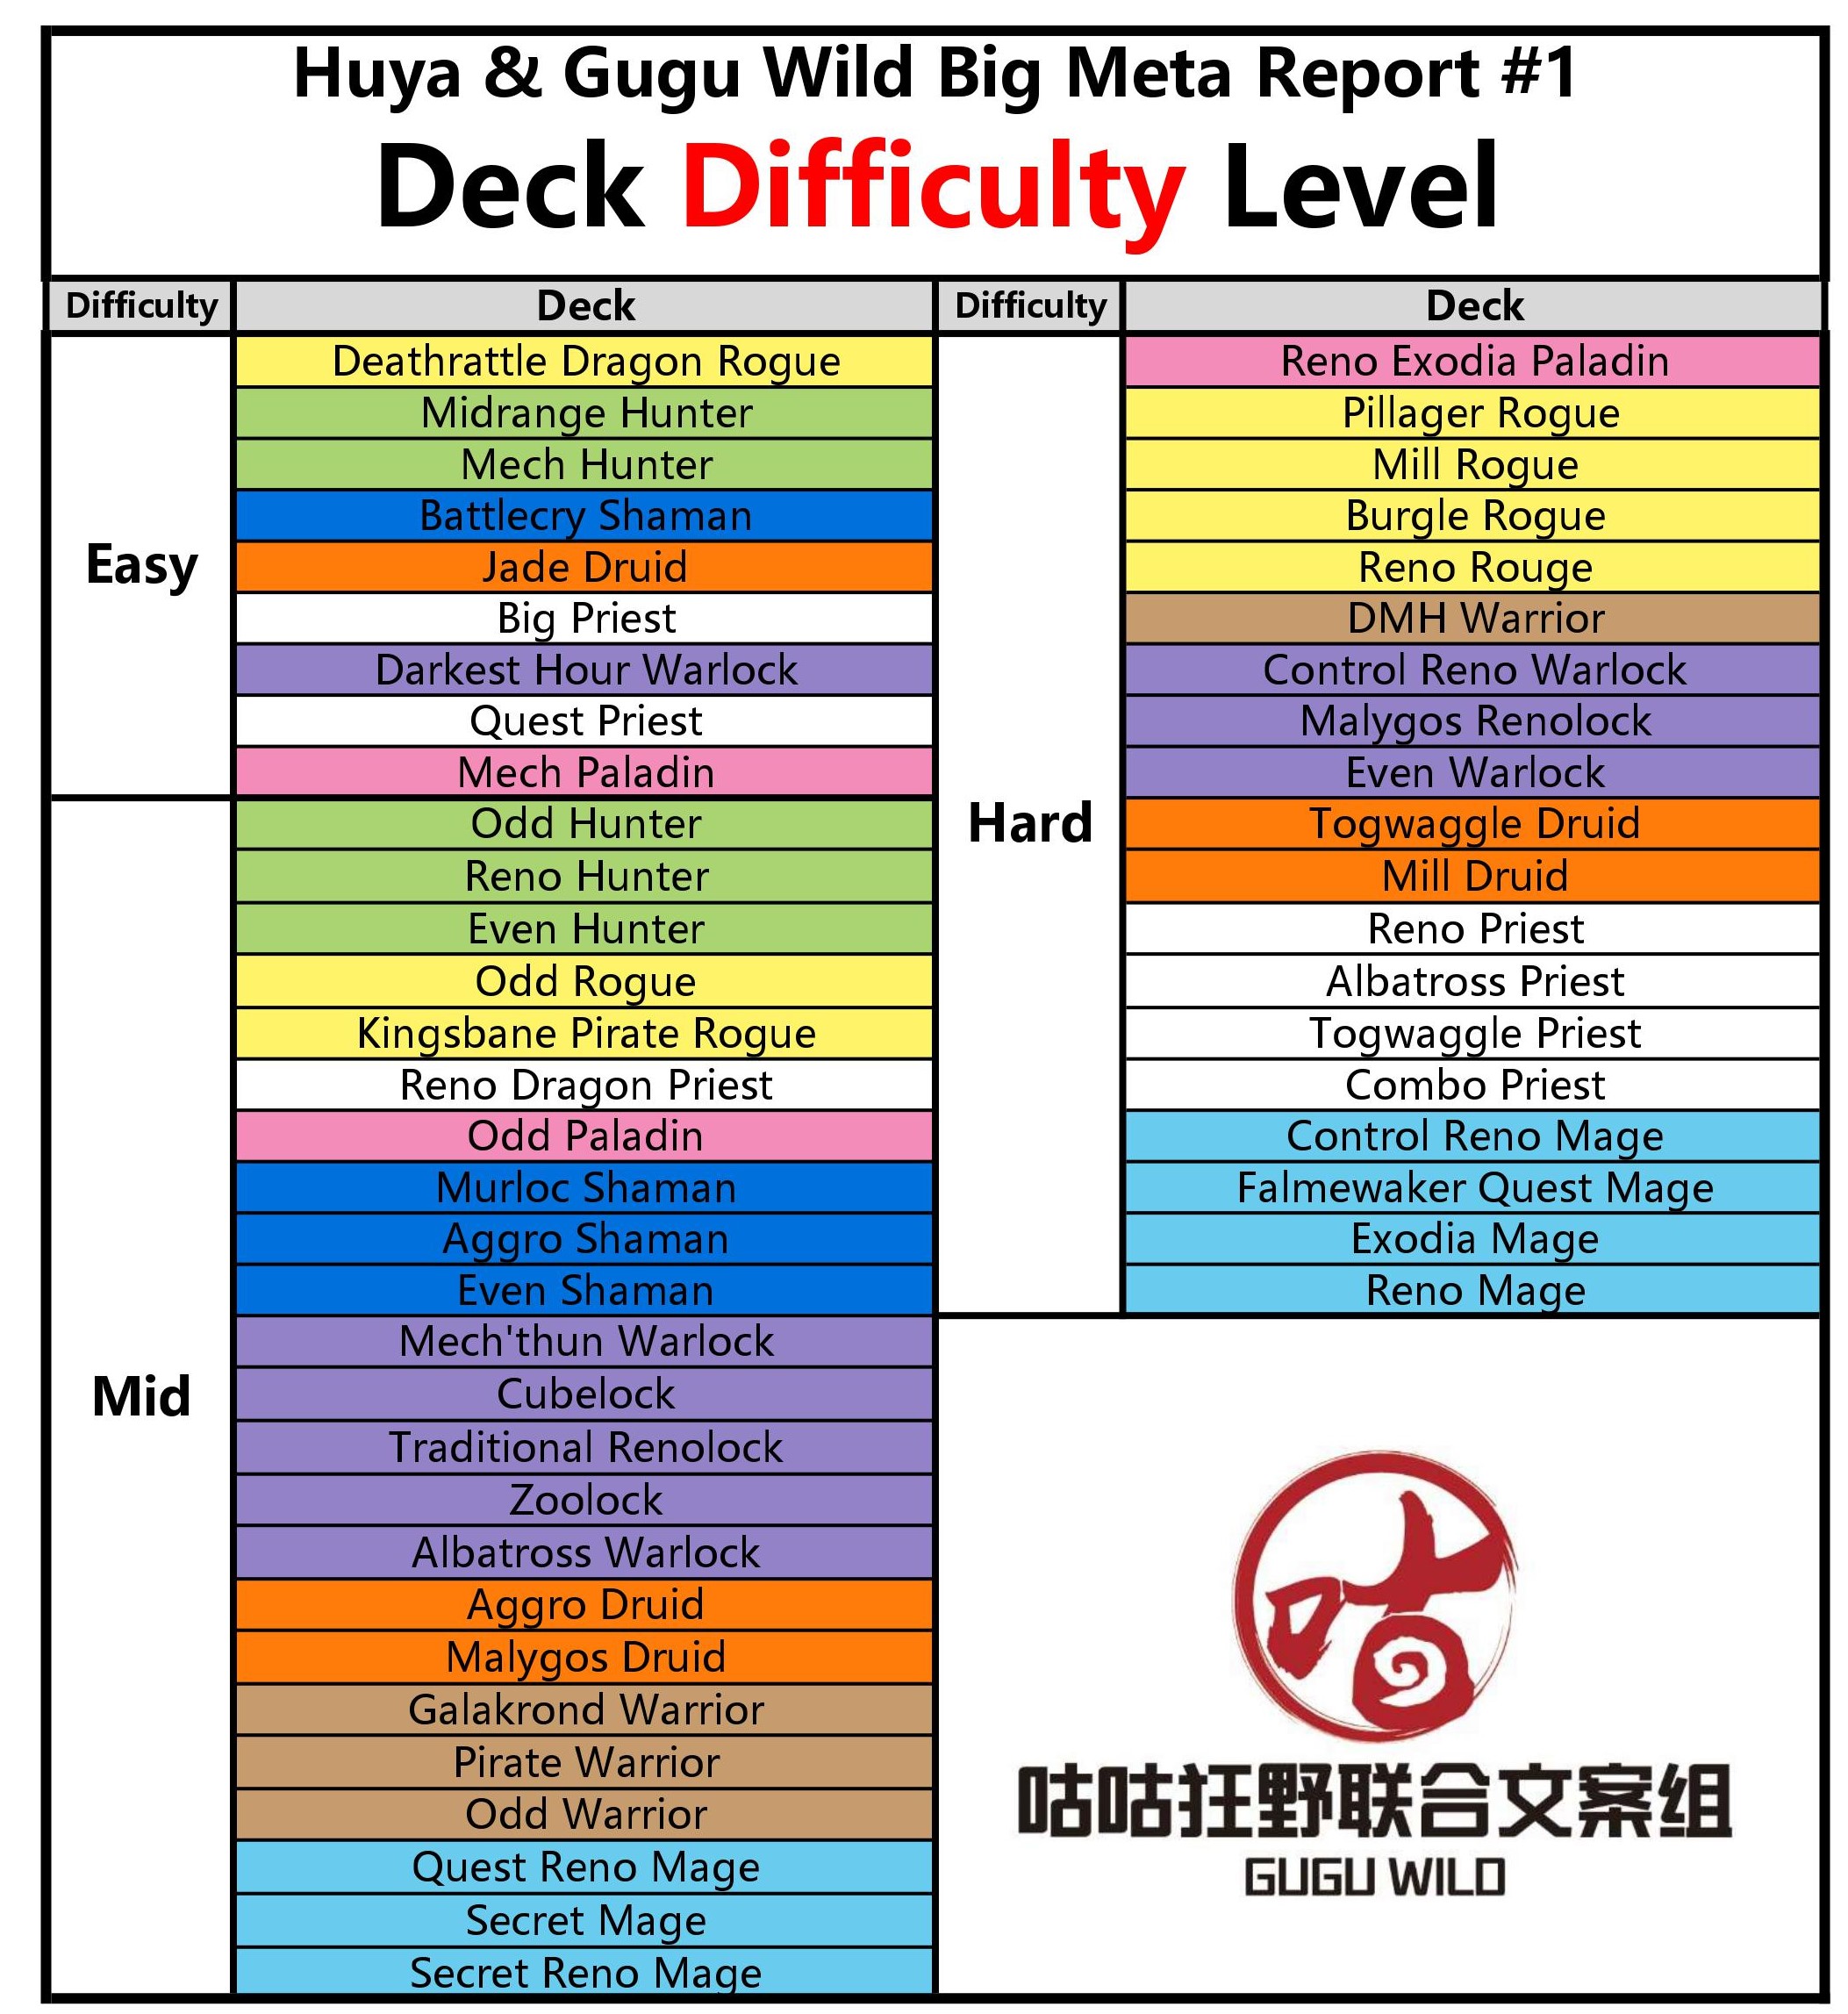 Huya & Gugu Wild Big Meta Report #1
Deck Difficulty Level
Difficulty Deck Difficulty Deck
Easy
Deathrattle Dragon Rogue
Midrange Hunter
Mech Hunter
Battlecry Shaman
Jade Druid
Big Priest
Darkest Hour Warlock
Quest Priest
Mech Paladin
Mid
Odd Hunter
Reno Hunter
Even Hunter
Odd Rogue
Kingsbane Pirate Rogue
Reno Dragon Priest
Odd Paladin
Murloc Shaman
Aggro Shaman
Even Shaman
Mech'thun Warlock
Cubelock
Traditional Renolock
Zoolock
Albatross Warlock
Aggro Druid
Malygos Druid
Galakrond Warrior
Pirate Warrior
Odd Warrior
Quest Reno Mage
Secret Mage
Secret Reno Mage
Hard
Reno Exodia Paladin
Pillager Rogue
Mill Rogue
Burgle Rogue
Reno Rouge
DMH Warrior
Control Reno Warlock
Malygos Renolock
Even Warlock
Togwaggle Druid
Mill Druid
Reno Priest
Albatross Priest
Togwaggle Priest
Combo Priest
Control Reno Mage
Falmewaker Quest Mage
Exodia Mage
Reno Mage
咕
咕咕狂野联合文案组
GUGU WILD